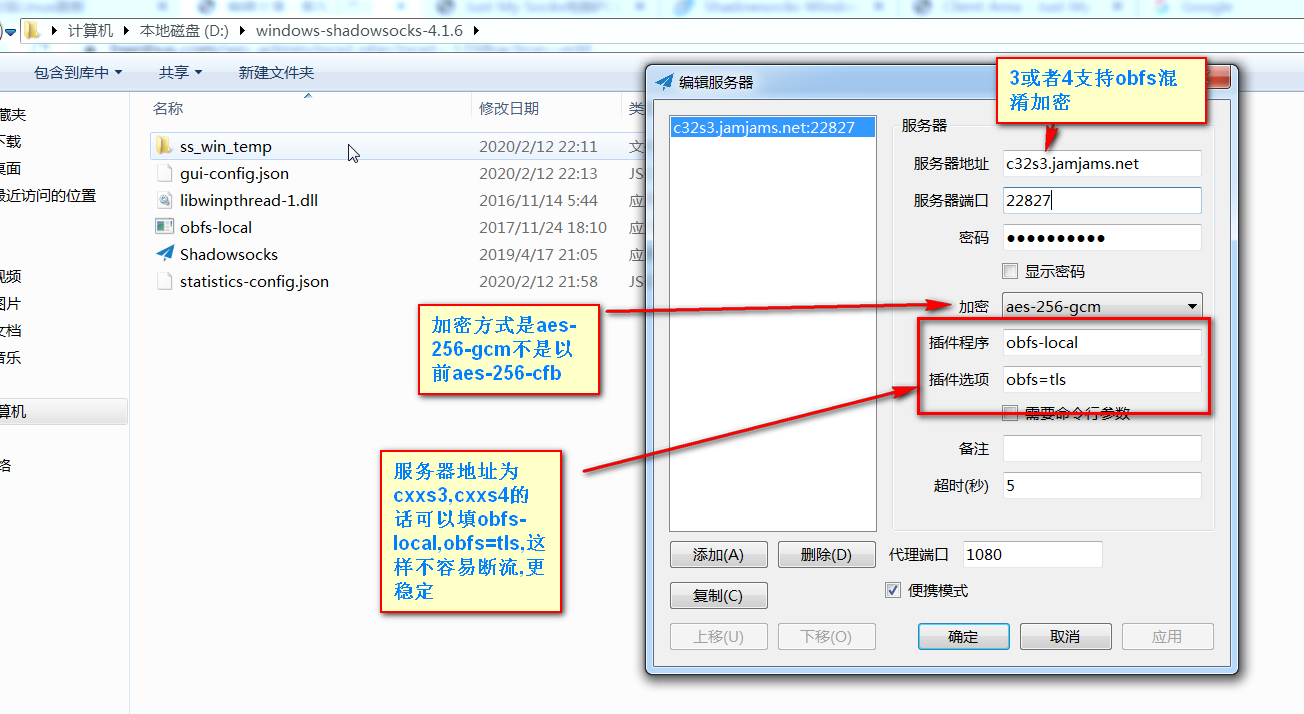 计算机 本地磁盘 (D:) windows-shadowsocks-4.1.6
包含到库中 共享 新建文件夹
名称 修改日期 类
ss_win_temp 2020/2/12 22:11 文
gui-config.json 2020/2/12 22:13 JS
libwinpthread-1.dll 2016/11/14 5:44 应
obfs-local 2017/11/24 18:10 应
Shadowsocks 2019/4/17 21:05 应
statistics-config.json 2020/2/12 21:58 JS
藏夹
下载
桌面
最近访问的位置
视频
图片
文档
音乐
算机
络
加密方式是aes-
256-gcm不是以
前aes-256-cfb
服务器地址为
cxxs3,cxxs4的
话可以填obfs-
local,obfs=tls,这
样不容易断流,更
稳定
编辑服务器
3或者4支持obfs混
淆加密
c32s3.jamjams.net:22827
服务器
服务器地址 c32s3.jamjams.net
服务器端口 22827
密码 ●●●●●●●●●●
显示密码
加密 aes-256-gcm
插件程序 obfs-local
插件选项 obfs=tls
需要命令行参数
备注
超时(秒) 5
添加(A) 删除(D) 代理端口 1080
复制(C) 便携模式
上移(U) 下移(O) 确定 取消 应用